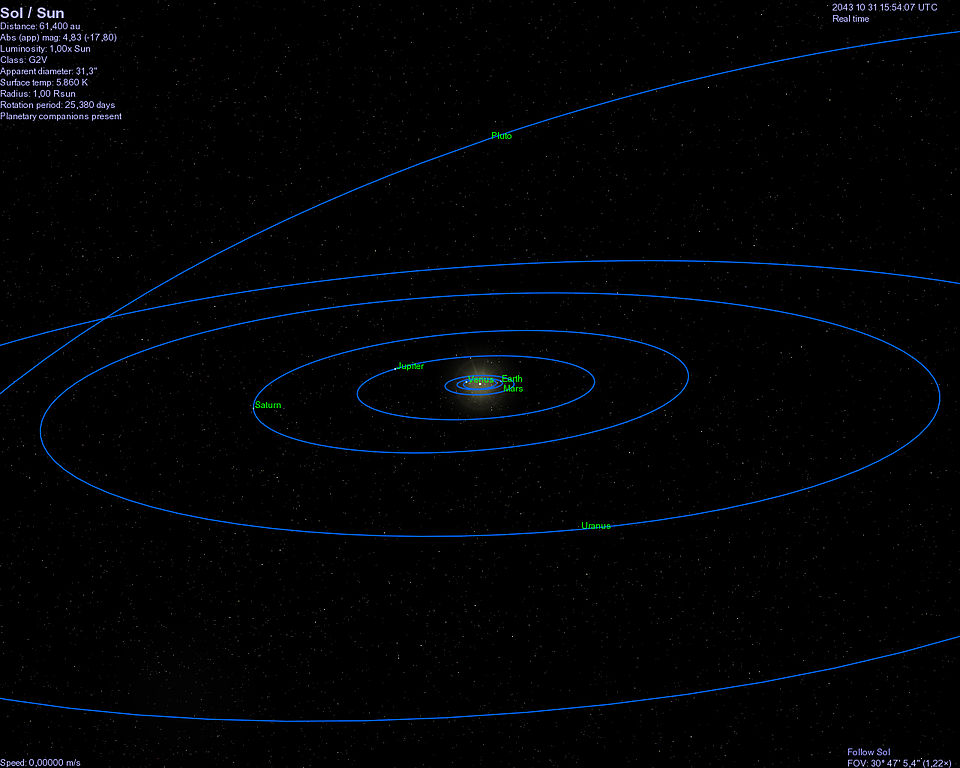 Sol / Sun
Distance: 61,400 au
Abs (app) mag: 4,83 (-17,80)
Luminosity: 1,00x Sun
Class: G2V
Apparent diameter: 31,3"
Surface temp: 5.860 K
Radius: 1,00 Rsun
Rotation period: 25,380 days
Planetary companions present
2043 10 31 15:54:07 UTC
Real time
Pluto
Jupiter
Venus
Earth
Mars
Saturn
Uranus
Speed: 0,00000 m/s
Follow Sol
FOV: 30° 47' 5,4" (1,22×)